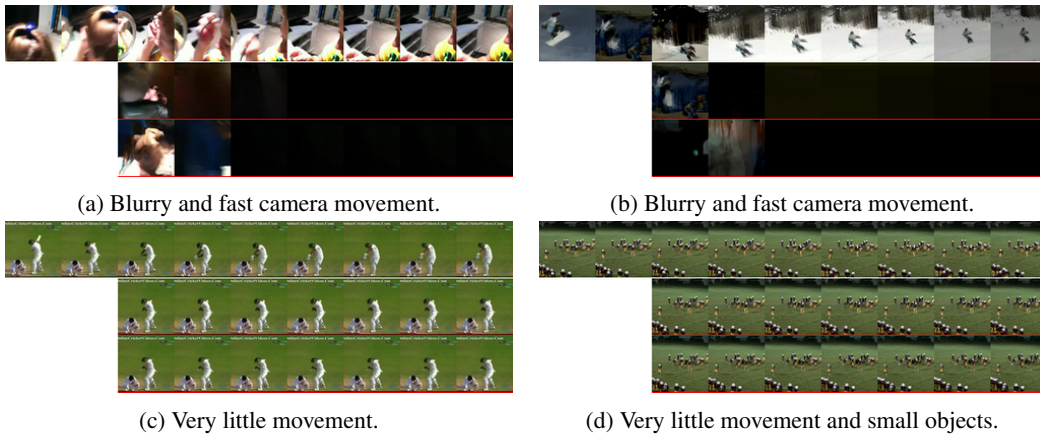 (a) Blurry and fast camera movement.
(b) Blurry and fast camera movement.
(c) Very little movement.
(d) Very little movement and small objects.